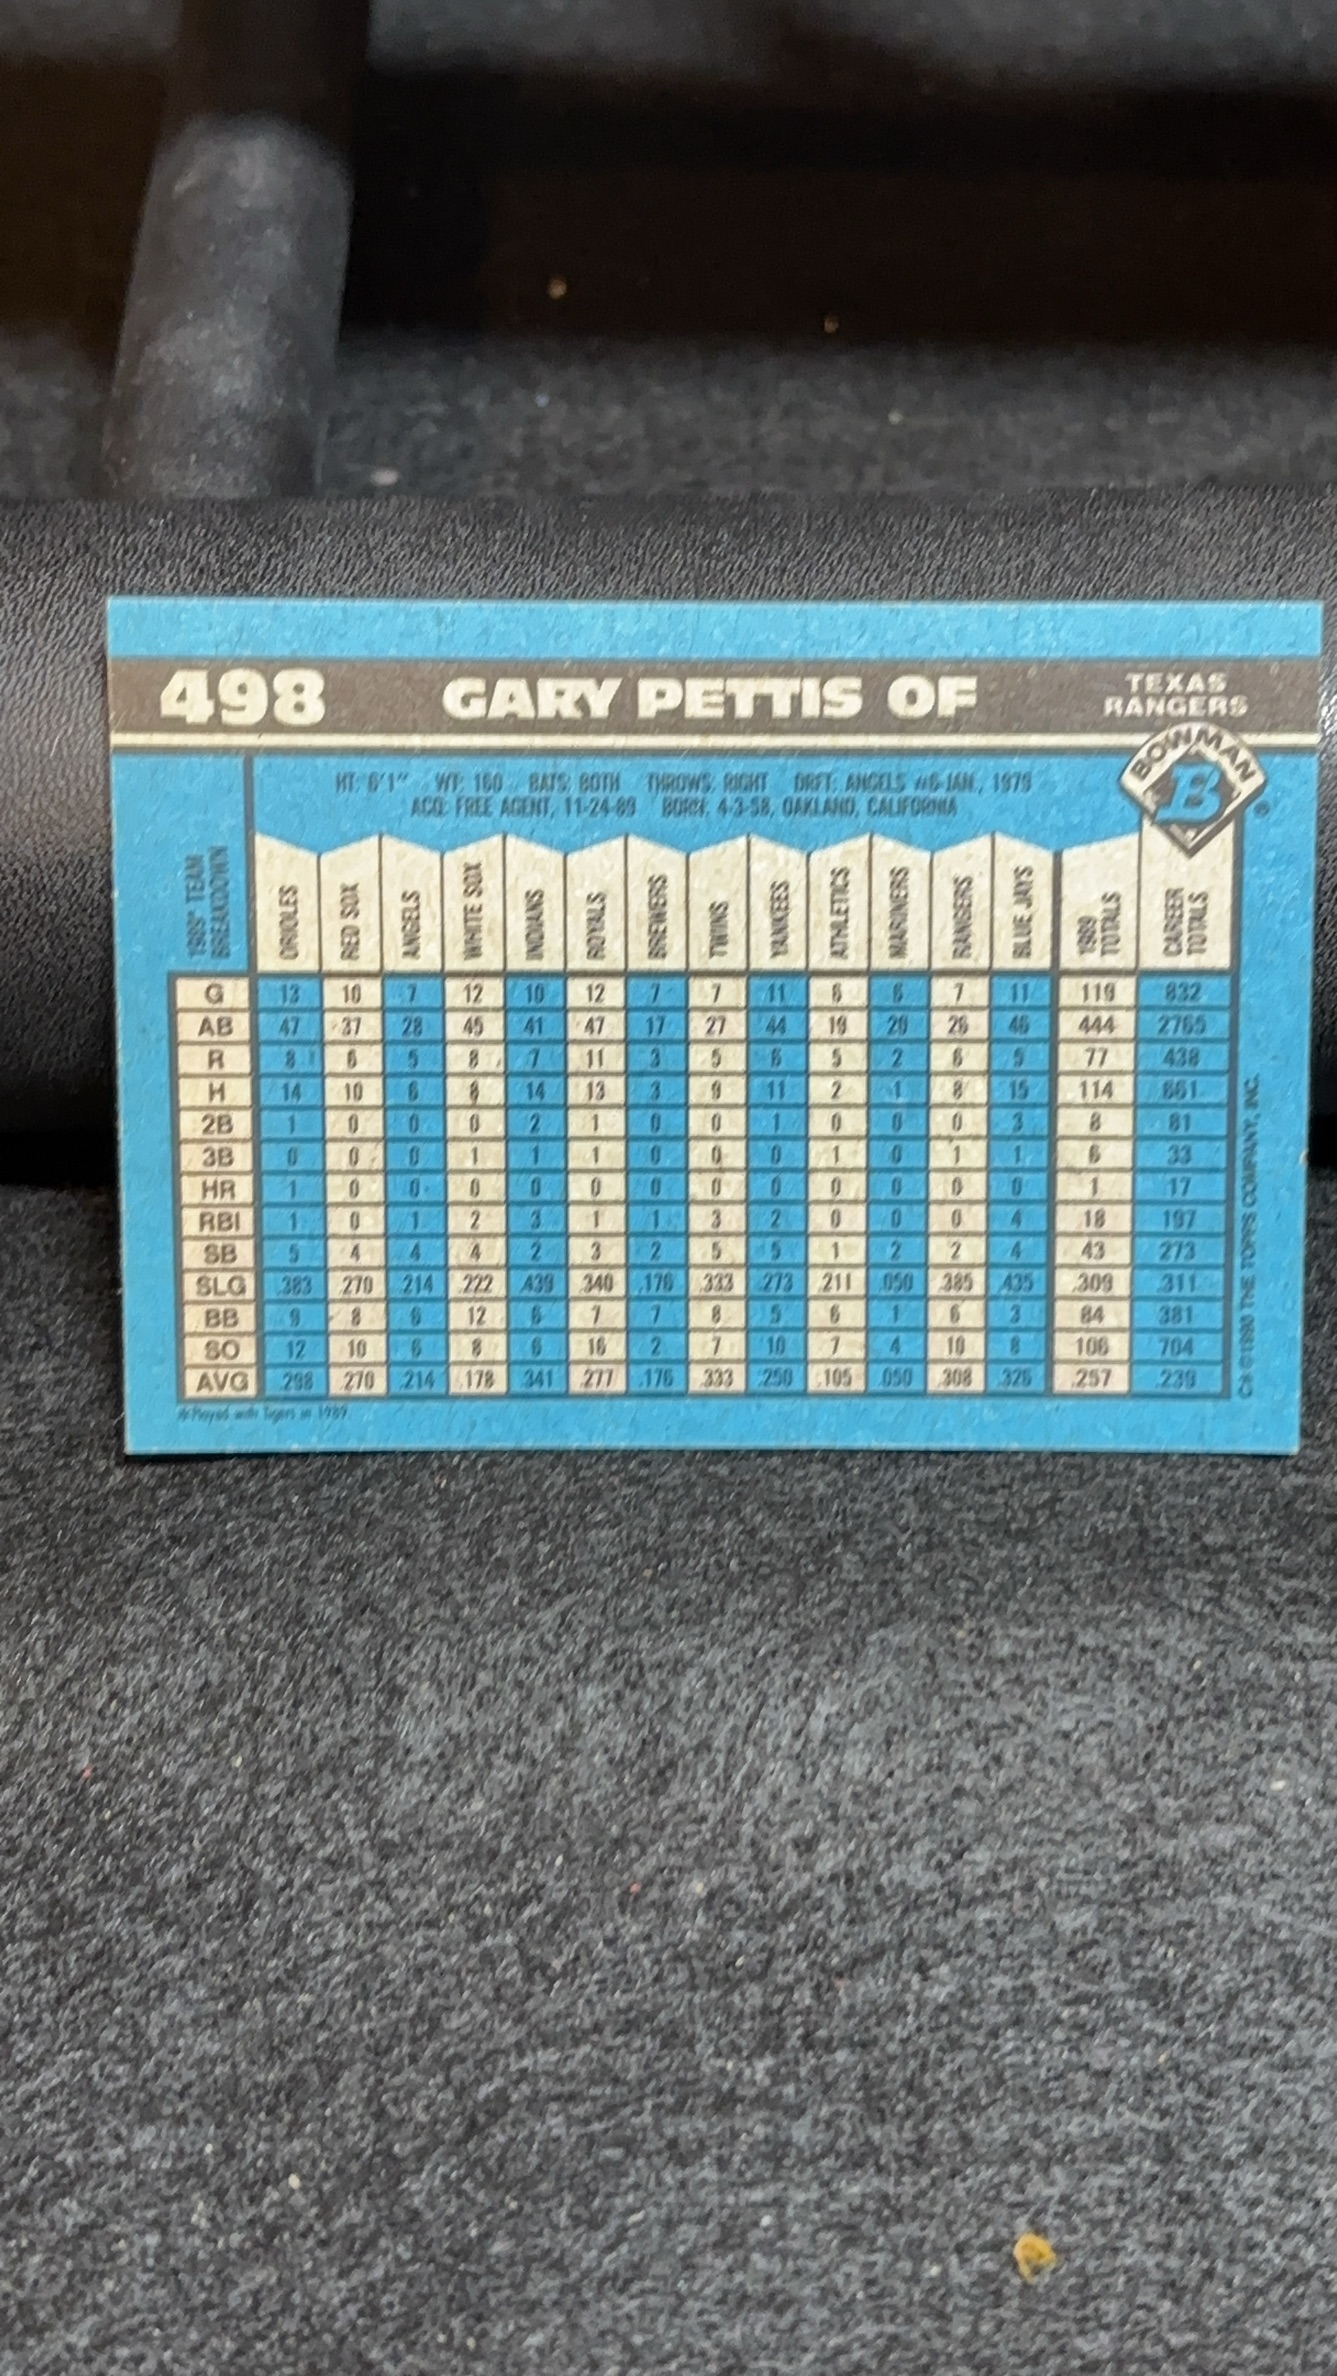 498 GARY PETTIS OF TEXAS RANGERS
BOWMAN B ®
HT: 6'1" WT: 160 BATS: BOTH THROWS: RIGHT DRFT: ANGELS #6-JAN., 1979
ACQ: FREE AGENT, 11-24-89 BORN: 4-3-58, OAKLAND, CALIFORNIA
1989* TEAM BREAKDOWN ORIOLES RED SOX ANGELS WHITE SOX INDIANS ROYALS BREWERS TWINS YANKEES ATHLETICS MARINERS RANGERS BLUE JAYS 1989 TOTALS CAREER TOTALS
G 13 10 7 12 10 12 7 7 11 6 6 7 11 119 832
AB 47 37 28 45 41 47 17 27 44 19 20 26 46 444 2765
R 8 6 5 8 7 11 3 5 6 5 2 6 5 77 438
H 14 10 6 8 14 13 3 9 11 2 1 8 15 114 661
2B 1 0 0 0 2 1 0 0 1 0 0 0 3 8 81
3B 0 0 0 1 1 1 0 0 0 1 0 1 1 6 33
HR 1 0 0 0 0 0 0 0 0 0 0 0 0 1 17
RBI 1 0 1 2 3 1 1 3 2 0 0 0 4 18 197
SB 5 4 4 4 2 3 2 5 5 1 2 2 4 43 273
SLG .383 .270 .214 .222 .439 .340 .176 .333 .273 .211 .050 .385 .435 .309 .311
BB 9 8 6 12 6 7 7 8 5 6 1 6 3 84 381
SO 12 10 6 8 6 16 2 7 10 7 4 10 8 106 704
AVG .298 .270 .214 .178 .341 .277 .176 .333 .250 .105 .050 .308 .326 .257 .239
*Played with Tigers in 1989
© 1990 THE TOPPS COMPANY, INC.